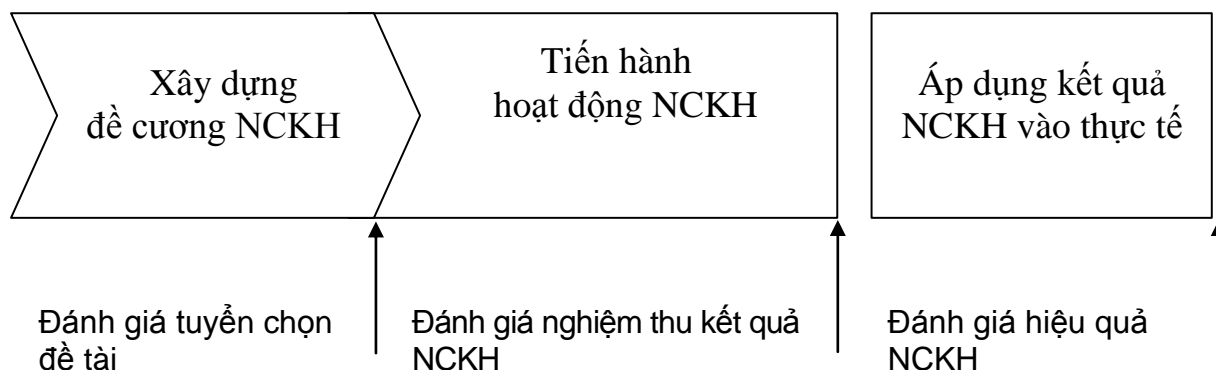 Xây dựng
đề cương NCKH
Tiến hành
hoạt động NCKH
Áp dụng kết quả
NCKH vào thực tế
Đánh giá tuyển chọn
đề tài
Đánh giá nghiệm thu kết quả
NCKH
Đánh giá hiệu quả
NCKH